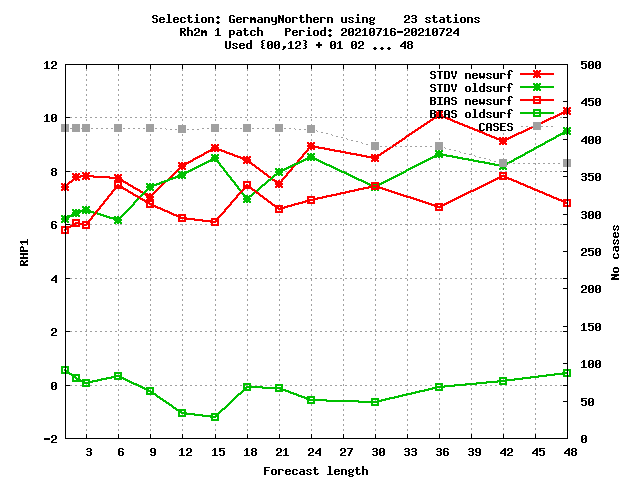 Selection: GermanyNorthern using    23 stations
Rh2m 1 patch   Period: 20210716-20210724
Used {00,12} + 01 02 ... 48
12
10
8
6
4
2
0
-2
500
450
400
350
300
250
200
150
100
50
0
STDV newsurf
STDV oldsurf
BIAS newsurf
BIAS oldsurf
CASES
RHP1
No cases
3 6 9 12 15 18 21 24 27 30 33 36 39 42 45 48
Forecast length